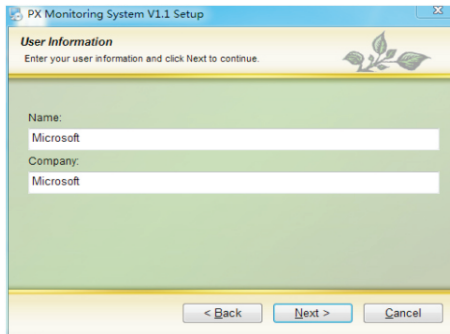 PX Monitoring System V1.1 Setup
User Information
Enter your user information and click Next to continue.
Name:
Microsoft
Company:
Microsoft
< Back Next > Cancel